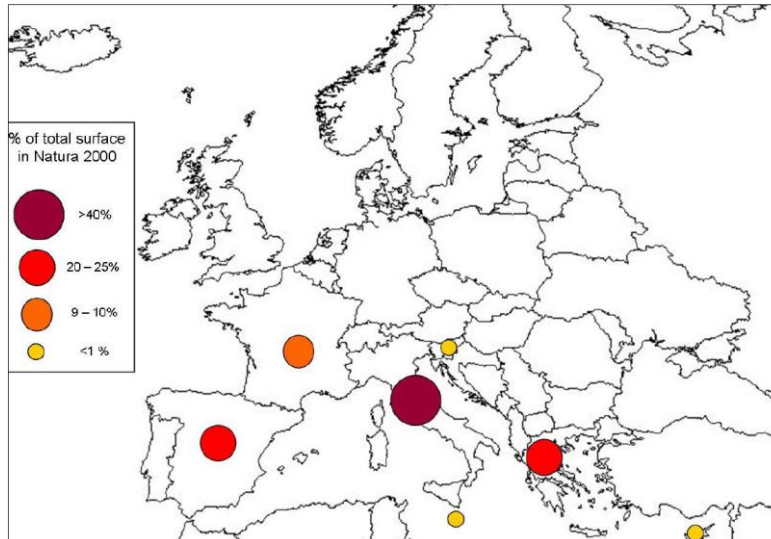 % of total surface
in Natura 2000
>40%
20 – 25%
9 – 10%
<1 %